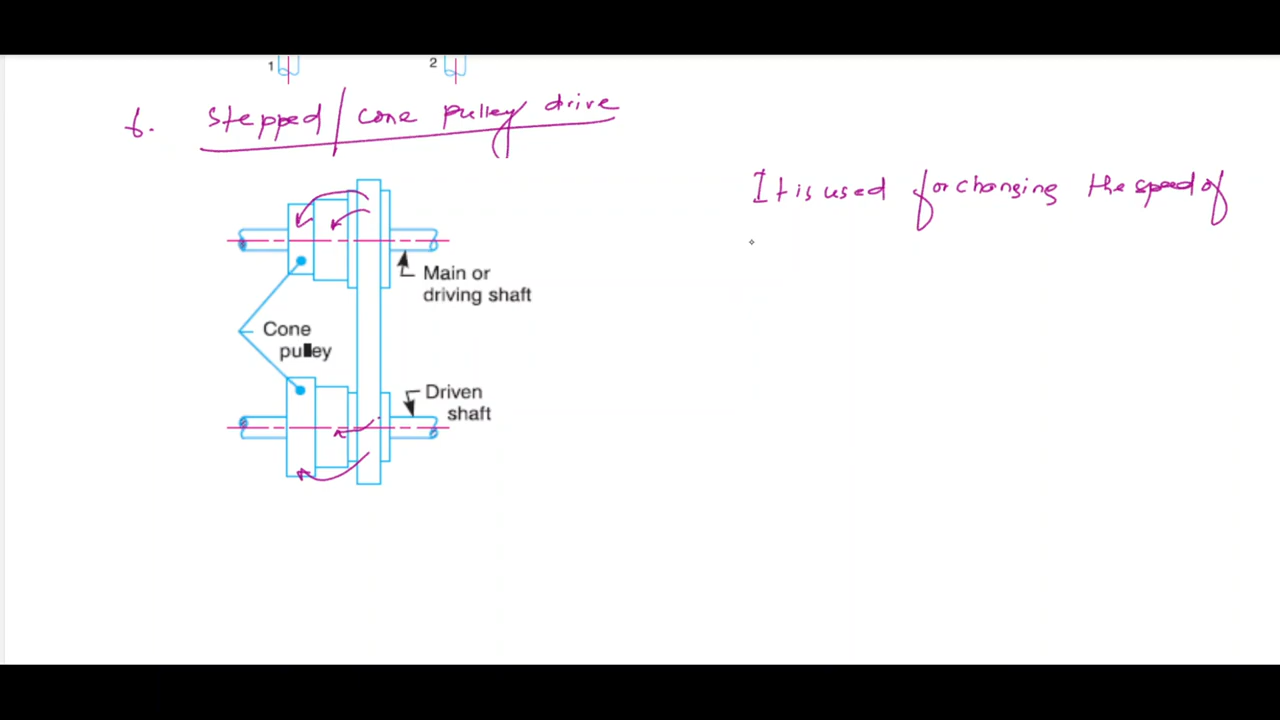 1 2
6. Stepped/cone pulley drive
It is used for changing the speed of
Main or
driving shaft
Cone
pulley
Driven
shaft